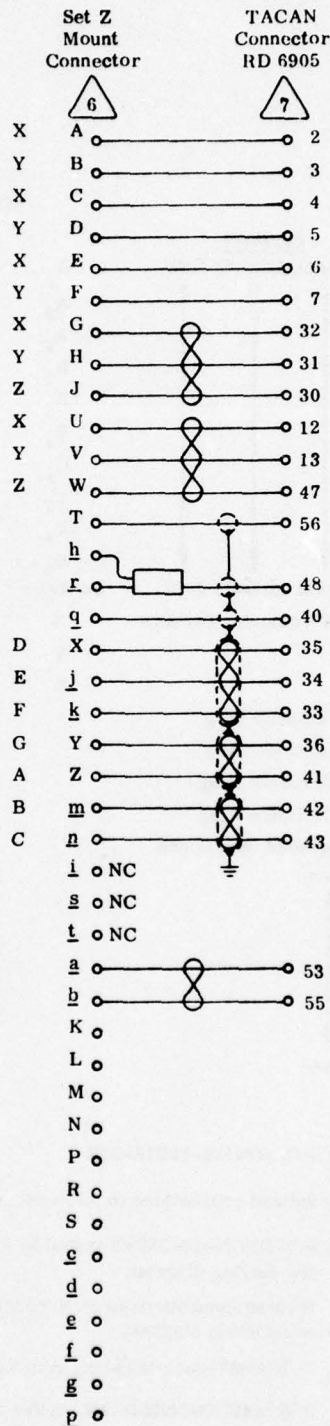 Set Z TACAN
Mount Connector
Connector RD 6905
6 7
X A 2
Y B 3
X C 4
Y D 5
X E 6
Y F 7
X G 32
Y H 31
Z J 30
X U 12
Y V 13
Z W 47
T 56
h
r 48
q 40
D X 35
E j 34
F k 33
G Y 36
A Z 41
B m 42
C n 43
i NC
s NC
t NC
a 53
b 55
K
L
M
N
P
R
S
c
d
e
f
g
p